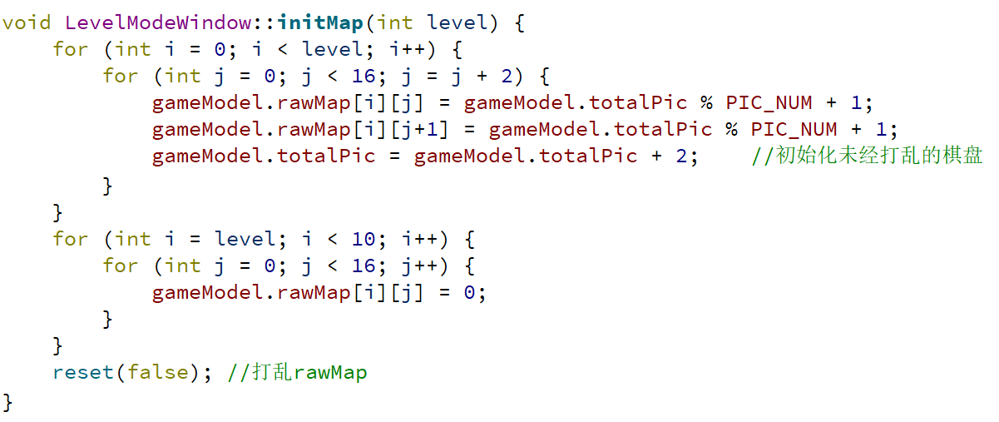 void LevelModeWindow::initMap(int level) {
    for (int i = 0; i < level; i++) {
        for (int j = 0; j < 16; j = j + 2) {
            gameModel.rawMap[i][j] = gameModel.totalPic % PIC_NUM + 1;
            gameModel.rawMap[i][j+1] = gameModel.totalPic % PIC_NUM + 1;
            gameModel.totalPic = gameModel.totalPic + 2;    //初始化未经打乱的棋盘
        }
    }
    for (int i = level; i < 10; i++) {
        for (int j = 0; j < 16; j++) {
            gameModel.rawMap[i][j] = 0;
        }
    }
    reset(false); //打乱rawMap
}